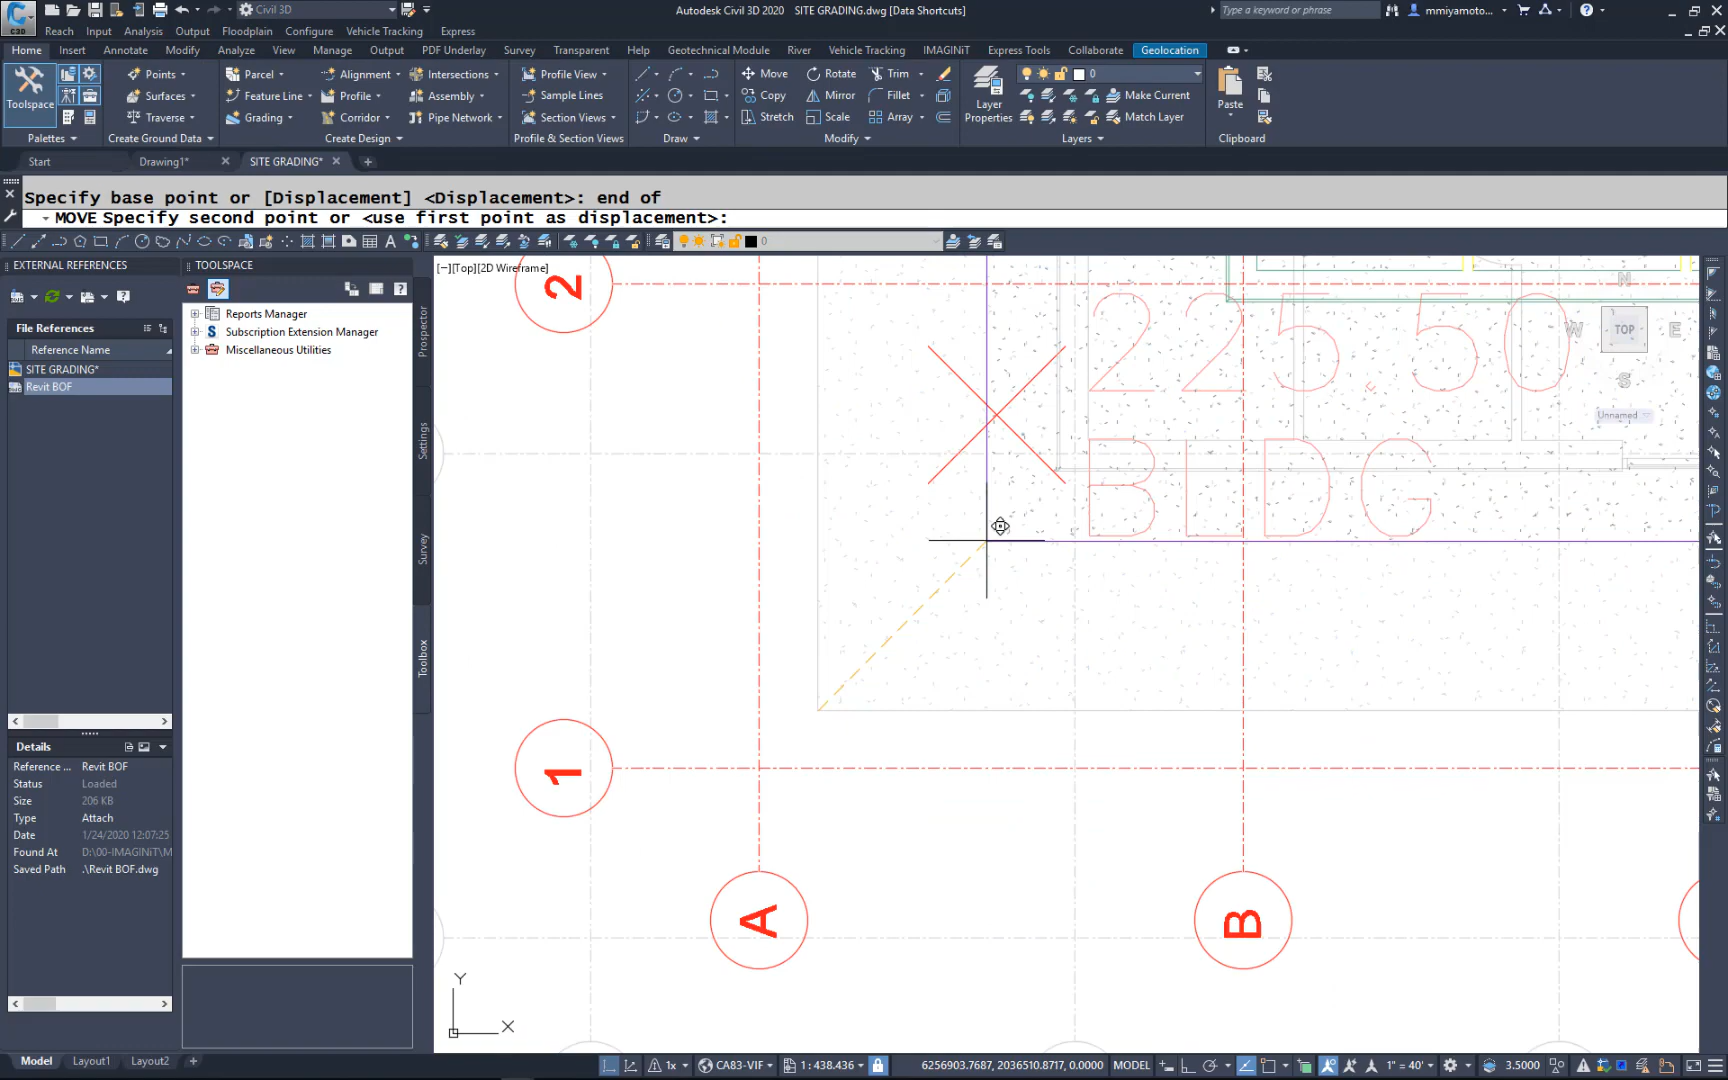 Civil 3D
Autodesk Civil 3D 2020 SITE GRADING.dwg [Data Shortcuts]
Type a keyword or phrase
mmiyamoto...
C3D
Reach Input Analysis Output Floodplain Configure Vehicle Tracking Express
Home Insert Annotate Modify Analyze View Manage Output PDF Underlay Survey Transparent Help Geotechnical Module River Vehicle Tracking IMAGINiT Express Tools Collaborate Geolocation
Toolspace
Points
Surfaces
Traverse
Parcel
Feature Line
Grading
Alignment
Profile
Corridor
Intersections
Assembly
Pipe Network
Profile View
Sample Lines
Section Views
Move Rotate Trim
Copy Mirror Fillet
Stretch Scale Array
Layer
Properties
0
Make Current
Match Layer
Paste
Palettes Create Ground Data Create Design Profile & Section Views Draw Modify Layers Clipboard
Start Drawing1* SITE GRADING*
Specify base point or [Displacement] <Displacement>: end of
MOVE Specify second point or <use first point as displacement>:
0
EXTERNAL REFERENCES
File References
Reference Name
SITE GRADING*
Revit BOF
Details
Reference ... Revit BOF
Status Loaded
Size 206 KB
Type Attach
Date 1/24/2020 12:07:25
Found At D:\00-IMAGINiT\M
Saved Path .\Revit BOF.dwg
TOOLSPACE
Reports Manager
Subscription Extension Manager
Miscellaneous Utilities
Prospector
Settings
Survey
Toolbox
[−][Top][2D Wireframe]
2
225.50
BLDG
1
A
B
N
W TOP E
S
Unnamed
Y
X
Model Layout1 Layout2
1x CA83-VIF 1 : 438.436 6256903.7687, 2036510.8717, 0.0000 MODEL 1" = 40' 3.5000